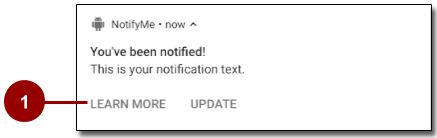 NotifyMe • now
You've been notified!
This is your notification text.
1
LEARN MORE UPDATE